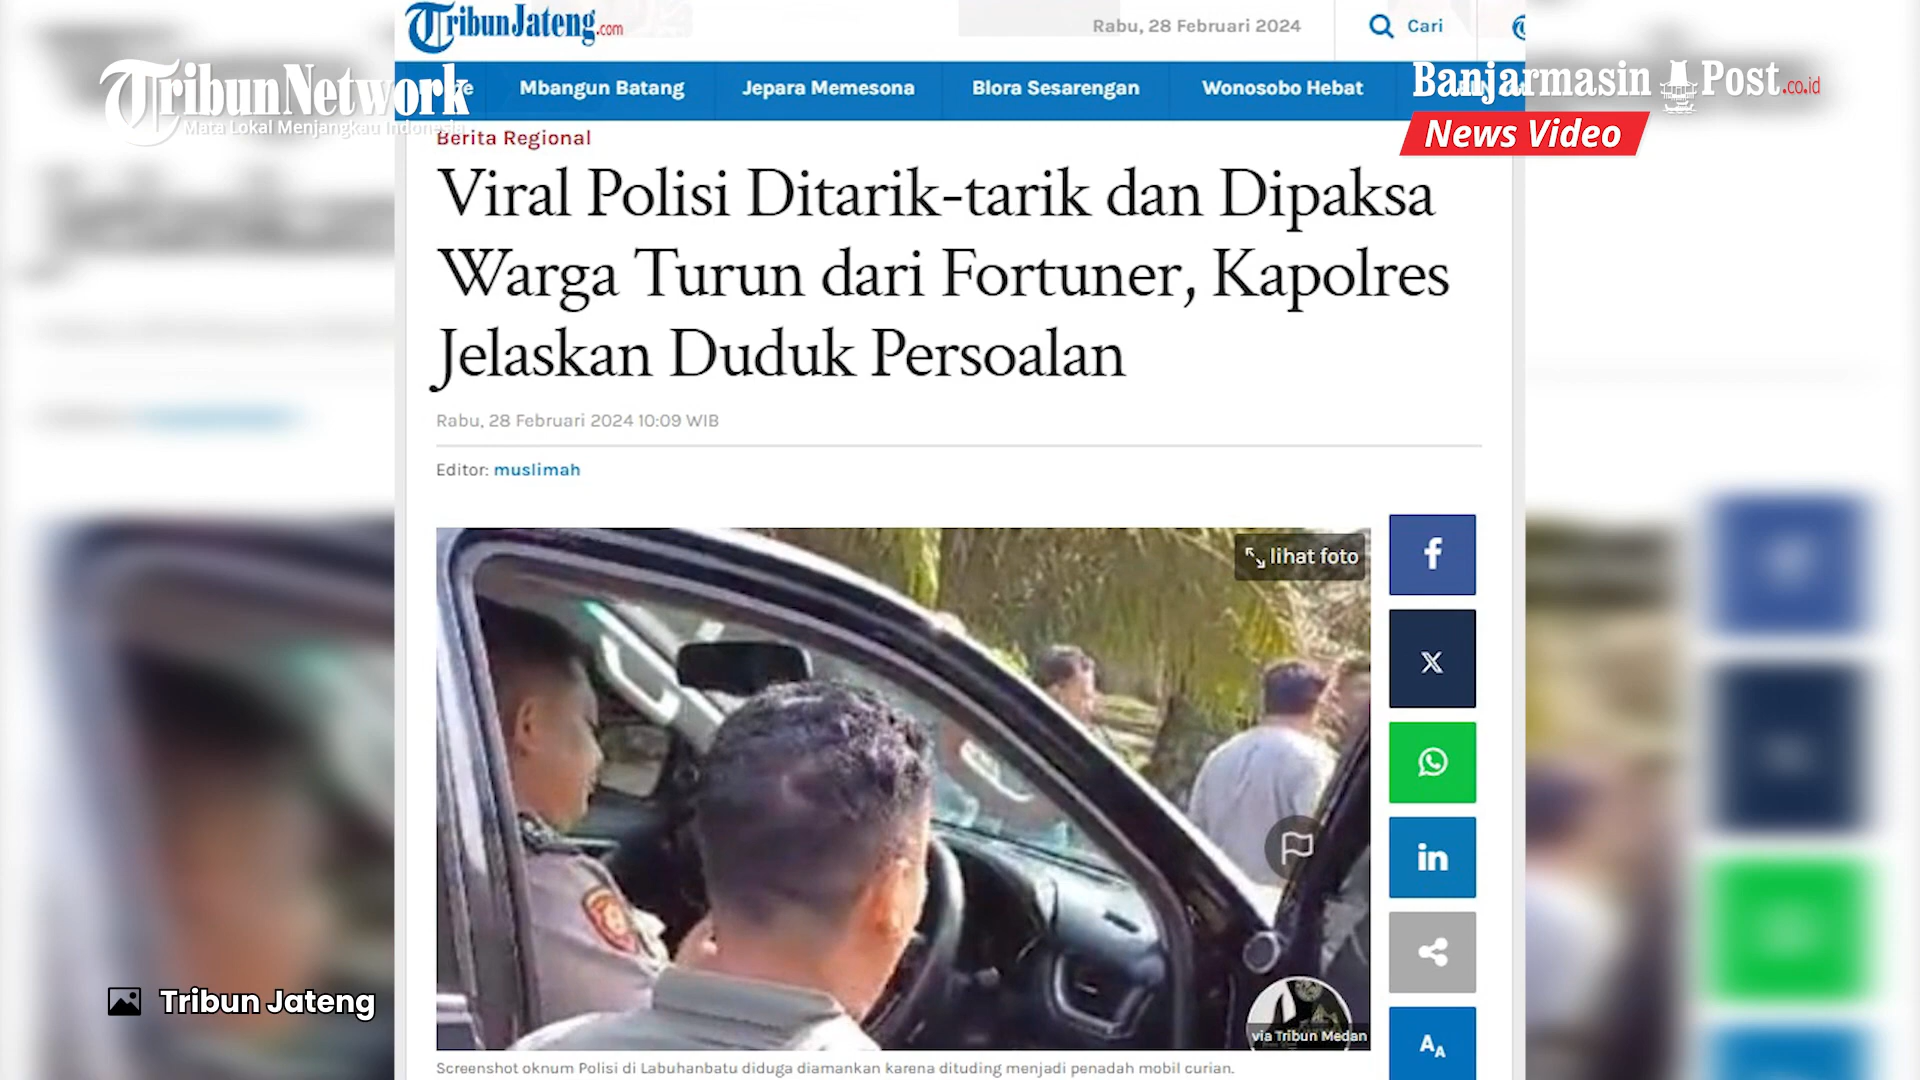 TribunJateng.com
Rabu, 28 Februari 2024
Cari
TribunNetwork
Mata Lokal Menjangkau Indonesia
Mbangun Batang
Jepara Memesona
Blora Sesarengan
Wonosobo Hebat
Banjarmasin Post.co.id
News Video
Berita Regional
Viral Polisi Ditarik-tarik dan Dipaksa
Warga Turun dari Fortuner, Kapolres
Jelaskan Duduk Persoalan
Rabu, 28 Februari 2024 10:09 WIB
Editor: muslimah
lihat foto
Tribun Jateng
via Tribun Medan
AA
Screenshot oknum Polisi di Labuhanbatu diduga diamankan karena dituding menjadi penadah mobil curian.